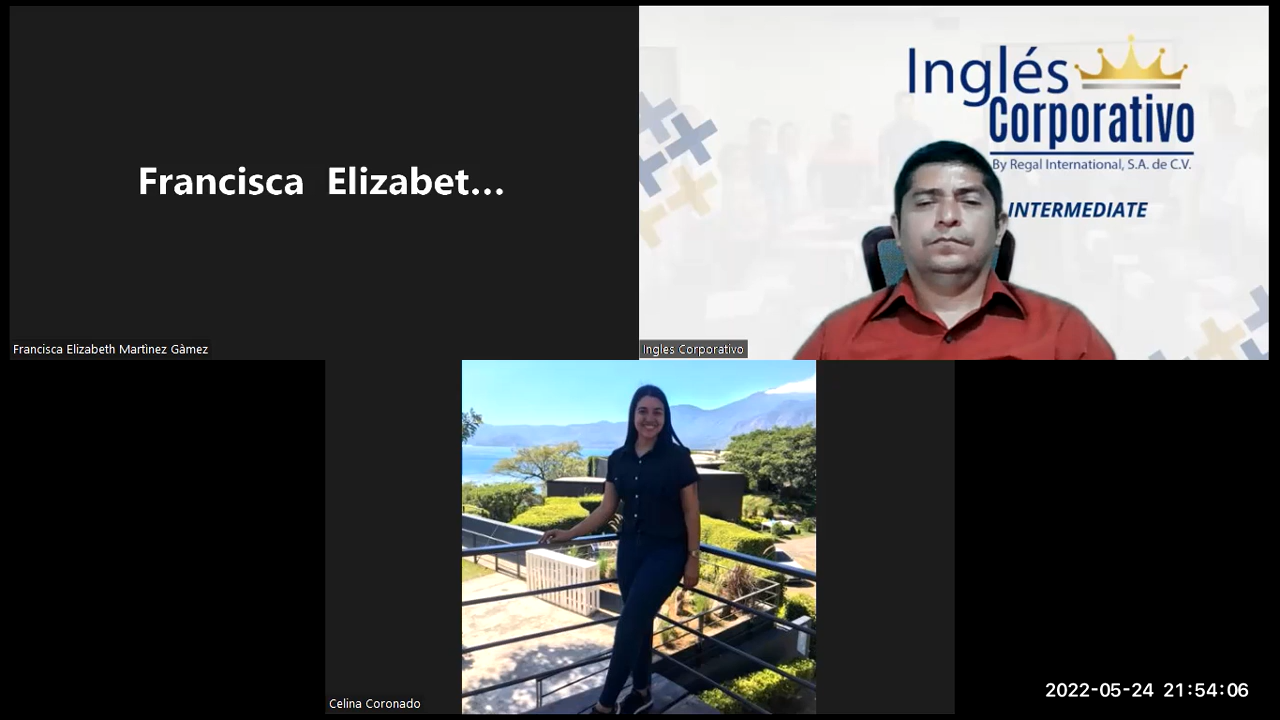 Francisca  Elizabet...
Francisca Elizabeth Martìnez Gàmez
Inglés
Corporativo
By Regal International, S.A. de C.V.
INTERMEDIATE
Ingles Corporativo
Celina Coronado
2022-05-24 21:54:06